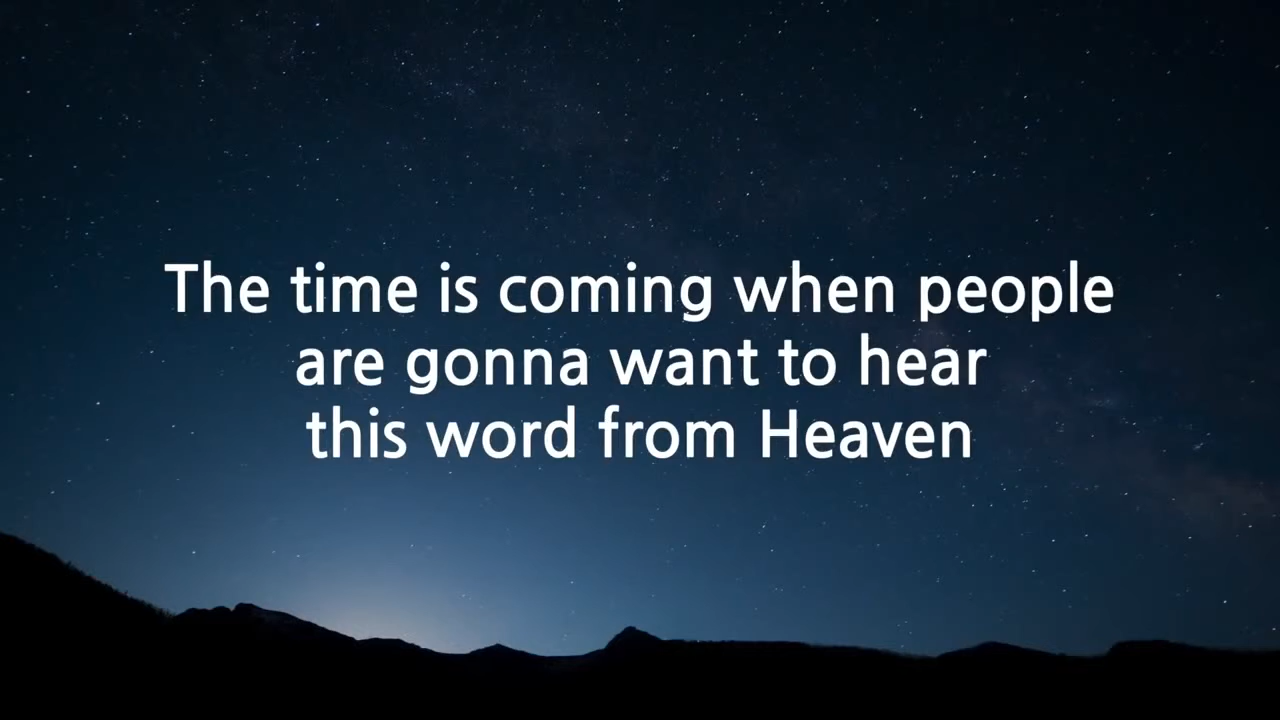 The time is coming when people
are gonna want to hear
this word from Heaven